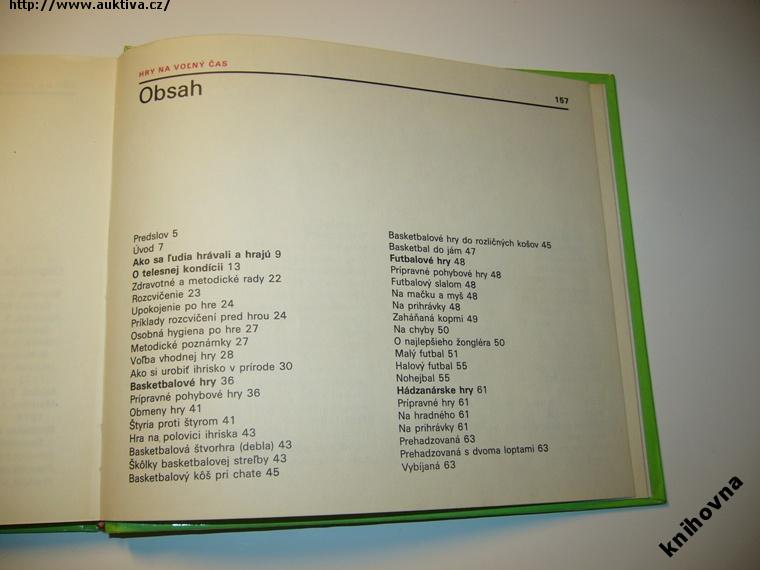 http://www.auktiva.cz/
HRY NA VOĽNÝ ČAS
Obsah
157
Predslov 5
Úvod 7
Ako sa ľudia hrávali a hrajú 9
O telesnej kondícii 13
Zdravotné a metodické rady 22
Rozcvičenie 23
Upokojenie po hre 24
Príklady rozcvičení pred hrou 24
Osobná hygiena po hre 27
Metodické poznámky 27
Voľba vhodnej hry 28
Ako si urobiť ihrisko v prírode 30
Basketbalové hry 36
Prípravné pohybové hry 36
Obmeny hry 41
Štyria proti štyrom 41
Hra na polovici ihriska 43
Basketbalová štvorhra (debla) 43
Škôlky basketbalovej streľby 43
Basketbalový kôš pri chate 45
Basketbalové hry do rozličných košov 45
Basketbal do jám 47
Futbalové hry 48
Prípravné pohybové hry 48
Futbalový slalom 48
Na mačku a myš 48
Na prihrávky 48
Zaháňaná kopmi 49
Na chyby 50
O najlepšieho žongléra 50
Malý futbal 51
Halový futbal 55
Nohejbal 55
Hádzanárske hry 61
Prípravné hry 61
Na hradného 61
Na prihrávky 61
Prehadzovaná 63
Prehadzovaná s dvoma loptami 63
Vybíjaná 63
knihovna